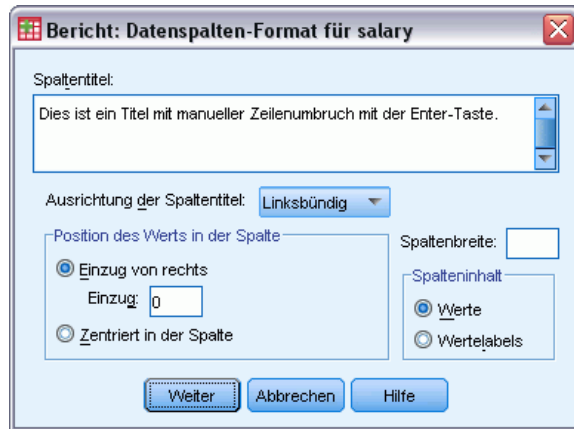 Bericht: Datenspalten-Format für salary
Spaltentitel:
Dies ist ein Titel mit manueller Zeilenumbruch mit der Enter-Taste.
Ausrichtung der Spaltentitel: Linksbündig
Position des Werts in der Spalte
Spaltenbreite:
Einzug von rechts
Einzug: 0
Zentriert in der Spalte
Spalteninhalt
Werte
Wertelabels
Weiter Abbrechen Hilfe